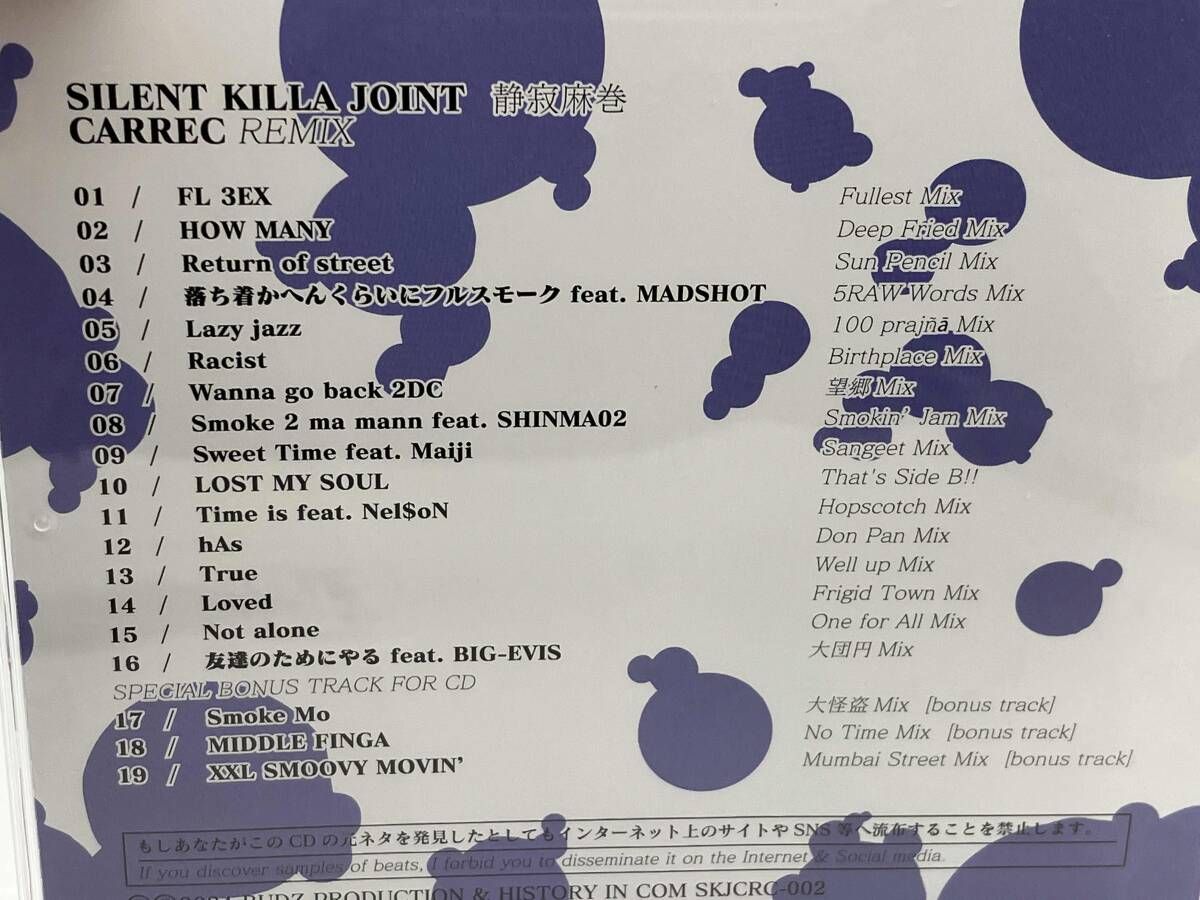 SILENT KILLA JOINT 静寂麻巻
CARREC REMIX
01 / FL 3EX Fullest Mix
02 / HOW MANY Deep Fried Mix
03 / Return of street Sun Pencil Mix
04 / 落ち着かへんくらいにフルスモーク feat. MADSHOT 5RAW Words Mix
05 / Lazy jazz 100 prajñā Mix
06 / Racist Birthplace Mix
07 / Wanna go back 2DC 望郷 Mix
08 / Smoke 2 ma mann feat. SHINMA02 Smokin' Jam Mix
09 / Sweet Time feat. Maiji Sangeet Mix
10 / LOST MY SOUL That's Side B!!
11 / Time is feat. Nel$oN Hopscotch Mix
12 / hAs Don Pan Mix
13 / True Well up Mix
14 / Loved Frigid Town Mix
15 / Not alone One for All Mix
16 / 友達のためにやる feat. BIG-EVIS 大団円 Mix
SPECIAL BONUS TRACK FOR CD
17 / Smoke Mo 大怪盗 Mix [bonus track]
18 / MIDDLE FINGA No Time Mix [bonus track]
19 / XXL SMOOVY MOVIN' Mumbai Street Mix [bonus track]
もしあなたがこの CD の元ネタを発見したとしてもインターネット上のサイトや SNS 等へ流布することを禁止します。
If you discover samples of beats, I forbid you to disseminate it on the Internet & Social media.
PRODUCTION & HISTORY IN COM SKJCRC-002